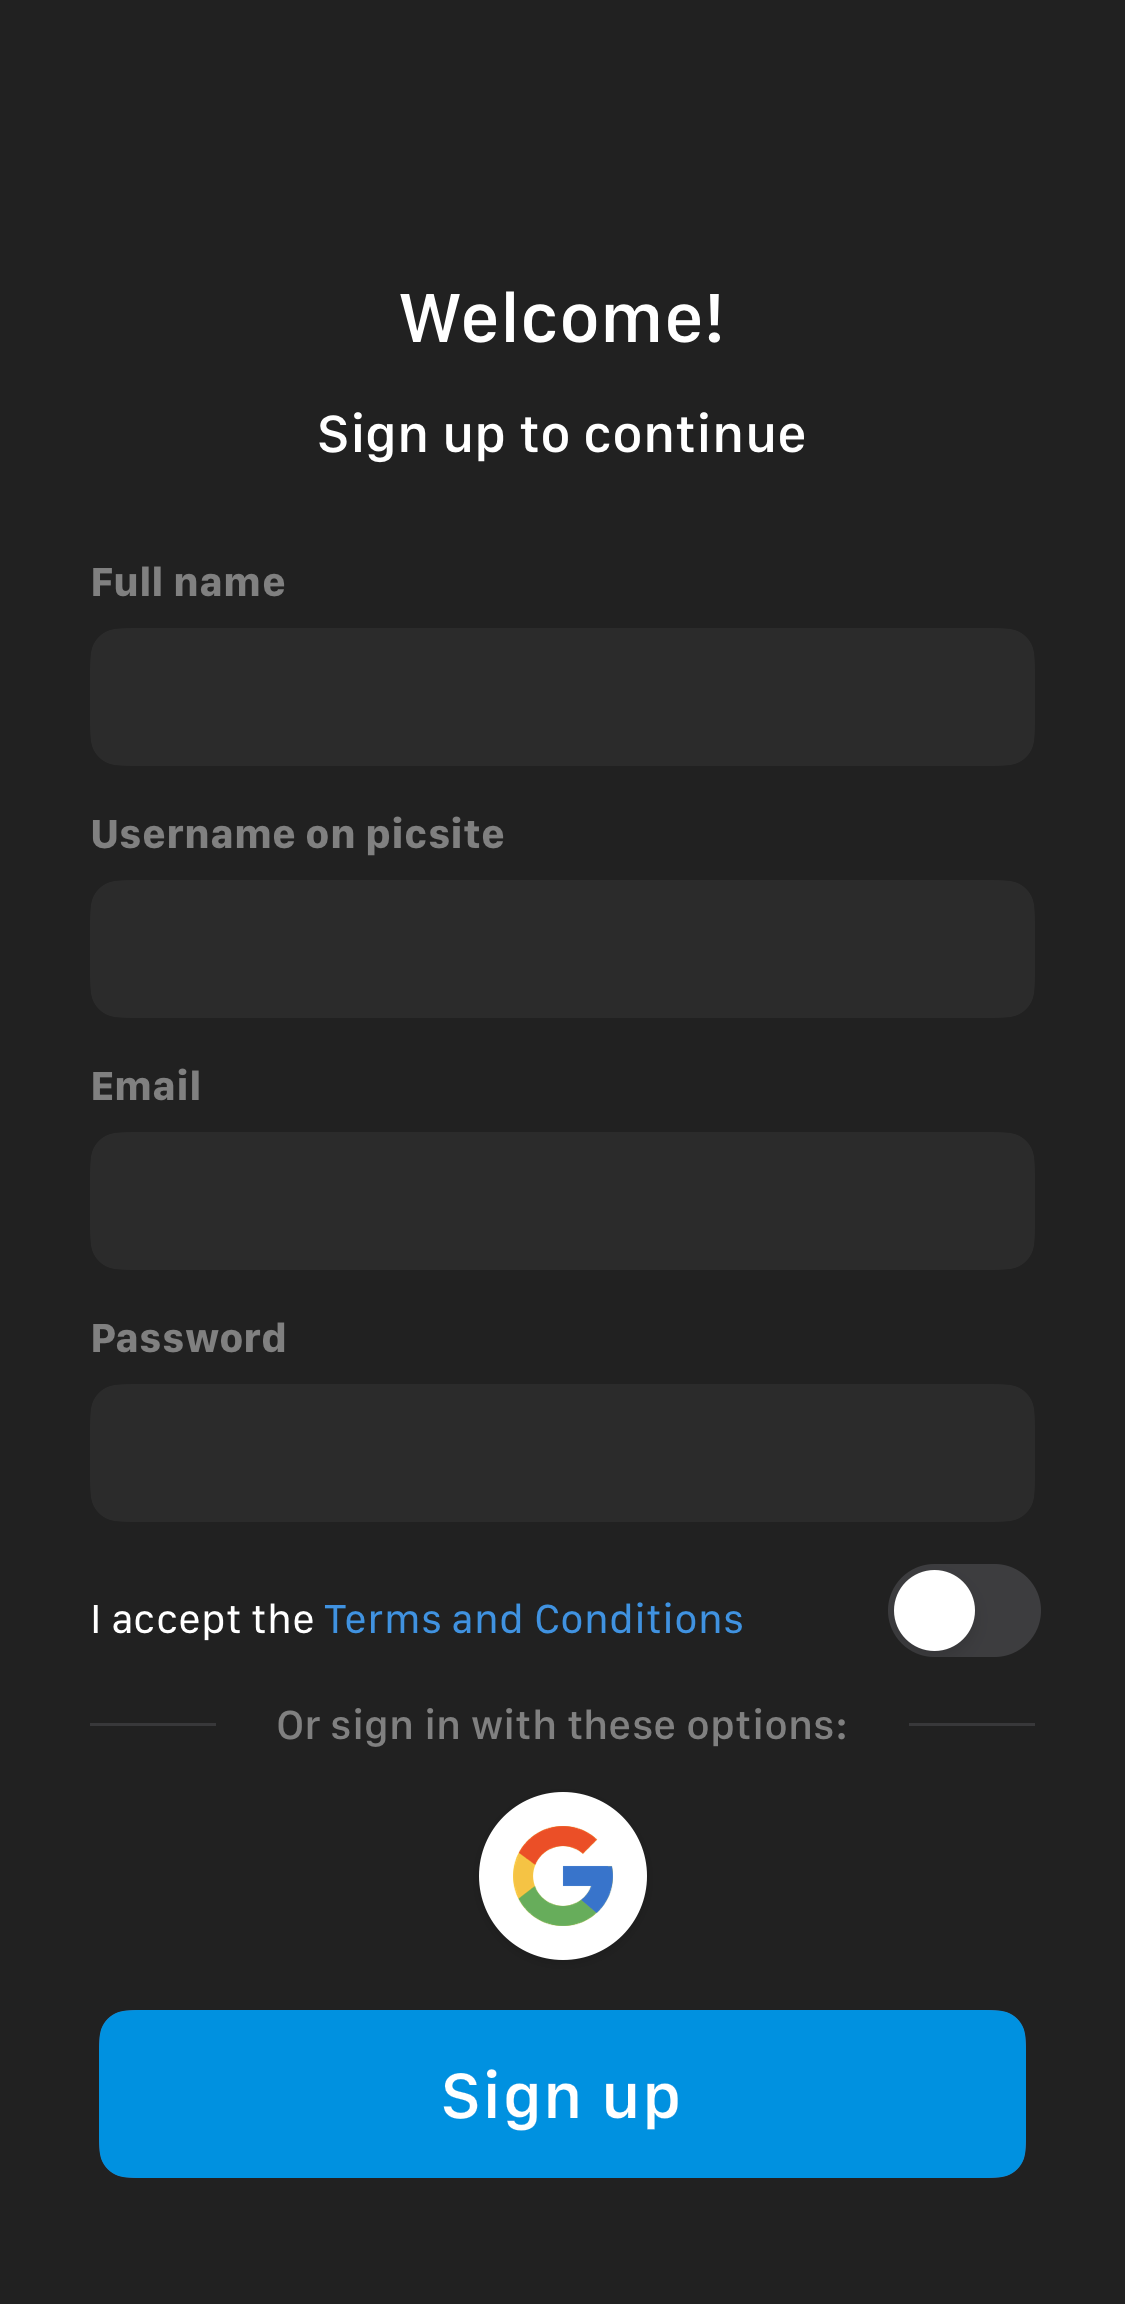 Welcome!
Sign up to continue
Full name
Username on picsite
Email
Password
I accept the Terms and Conditions
Or sign in with these options:
Sign up